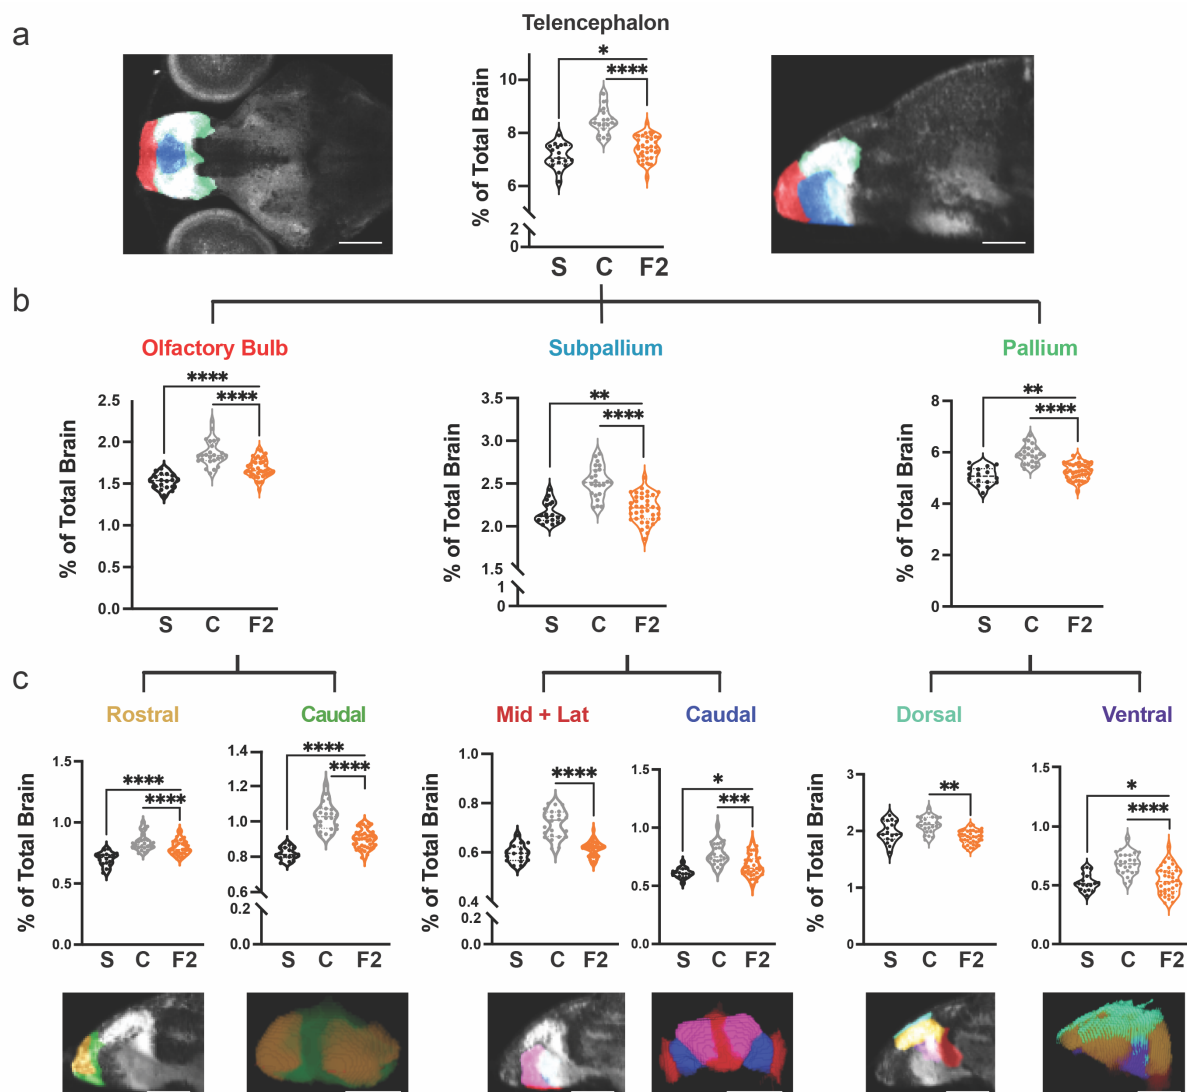 a
Telencephalon
% of Total Brain
10
8
6
2
0
*
****
S C F2
b
Olfactory Bulb
% of Total Brain
2.5
2.0
1.5
1.0
0.5
0.0
****
****
S C F2
Subpallium
% of Total Brain
3.5
3.0
2.5
2.0
1.5
1
0
**
****
S C F2
Pallium
% of Total Brain
8
6
4
2
0
**
****
S C F2
c
Rostral
% of Total Brain
1.5
1.0
0.5
0.0
****
****
S C F2
Caudal
1.4
1.2
1.0
0.8
0.6
0.2
0.0
****
****
S C F2
Mid + Lat
% of Total Brain
1.0
0.8
0.6
0.4
0.2
0.0
****
S C F2
Caudal
1.5
1.0
0.5
0.0
*
***
S C F2
Dorsal
% of Total Brain
3
2
1
0
**
S C F2
Ventral
1.5
1.0
0.5
0.0
*
****
S C F2